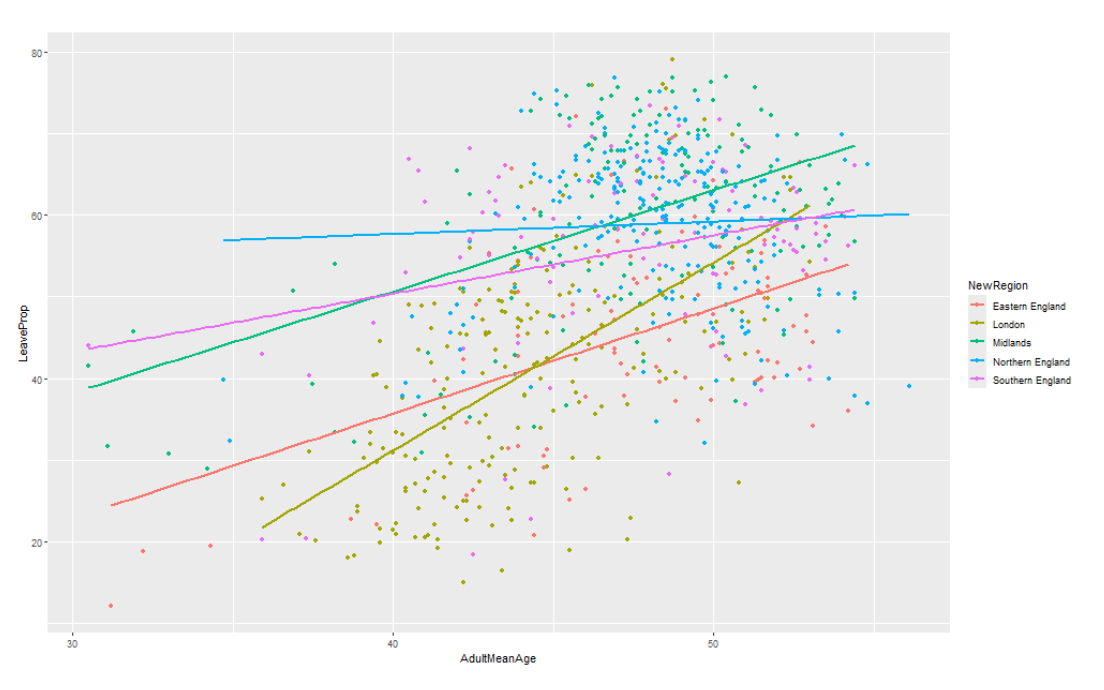 80
60
40
20
LeaveProp
30
40
50
AdultMeanAge
NewRegion
Eastern England
London
Midlands
Northern England
Southern England